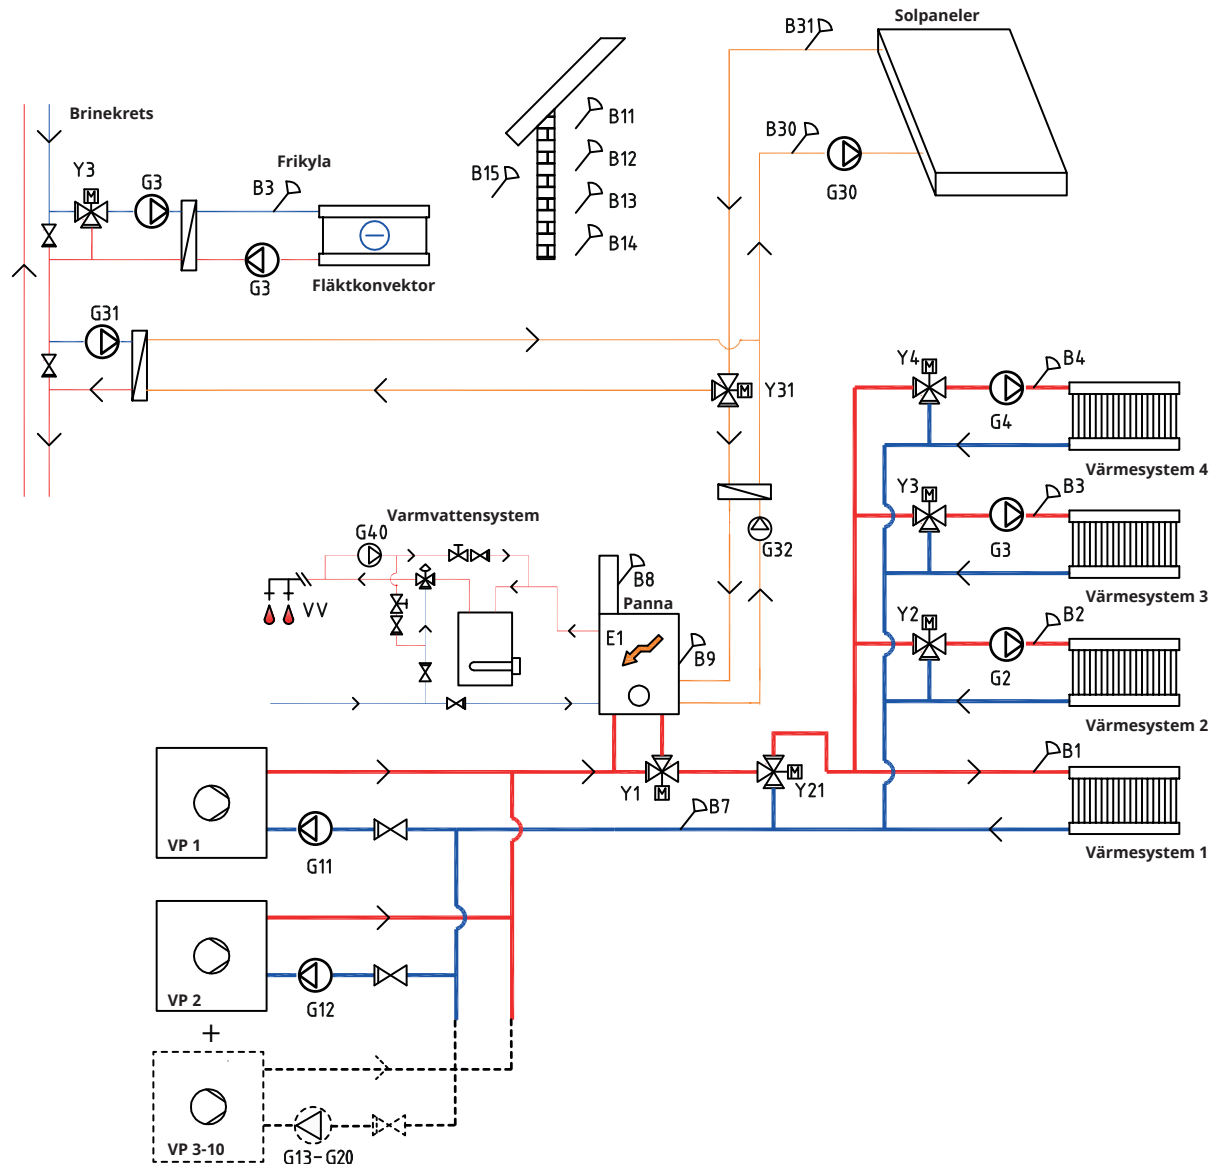 Solpaneler
B31
Brinekrets
B11
B30
Y3
G3
Frikyla
B3
B12
B15
B13
G30
B14
G3
Fläktkonvektor
G31
Y4
B4
Y31
G4
Värmesystem 4
Y3
B3
Varmvattensystem
G40
G32
G3
B8
Värmesystem 3
VV
Panna
Y2
B2
E1
B9
G2
Värmesystem 2
B1
M
M
M
M
M
M
M
Y1
Y21
B7
VP 1
G11
Värmesystem 1
VP 2
G12
+
VP 3-10
G13-G20